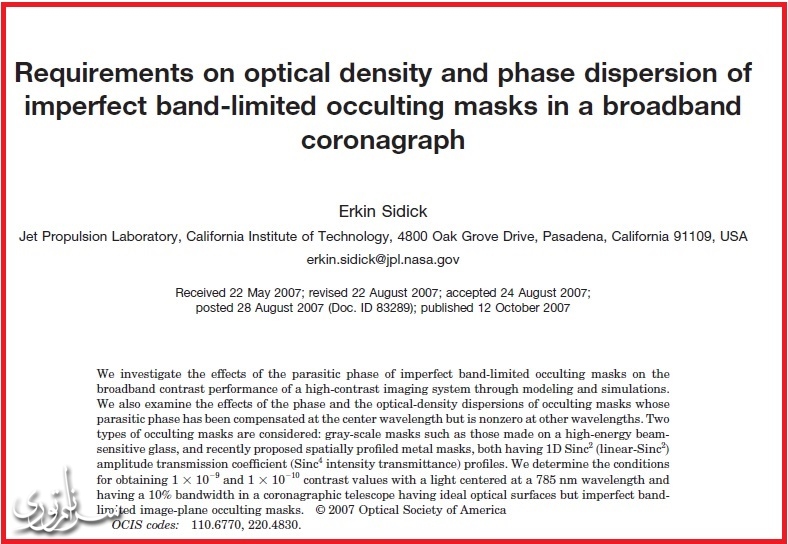 Requirements on optical density and phase dispersion of
imperfect band-limited occulting masks in a broadband
coronagraph
Erkin Sidick
Jet Propulsion Laboratory, California Institute of Technology, 4800 Oak Grove Drive, Pasadena, California 91109, USA
erkin.sidick@jpl.nasa.gov
Received 22 May 2007; revised 22 August 2007; accepted 24 August 2007;
posted 28 August 2007 (Doc. ID 83289); published 12 October 2007
We investigate the effects of the parasitic phase of imperfect band-limited occulting masks on the
broadband contrast performance of a high-contrast imaging system through modeling and simulations.
We also examine the effects of the phase and the optical-density dispersions of occulting masks whose
parasitic phase has been compensated at the center wavelength but is nonzero at other wavelengths. Two
types of occulting masks are considered: gray-scale masks such as those made on a high-energy beam-
sensitive glass, and recently proposed spatially profiled metal masks, both having 1D Sinc² (linear-Sinc²)
amplitude transmission coefficient (Sinc⁴ intensity transmittance) profiles. We determine the conditions
for obtaining 1 × 10⁻⁹ and 1 × 10⁻¹⁰ contrast values with a light centered at a 785 nm wavelength and
having a 10% bandwidth in a coronagraphic telescope having ideal optical surfaces but imperfect band-
limited image-plane occulting masks. © 2007 Optical Society of America
OCIS codes: 110.6770, 220.4830.